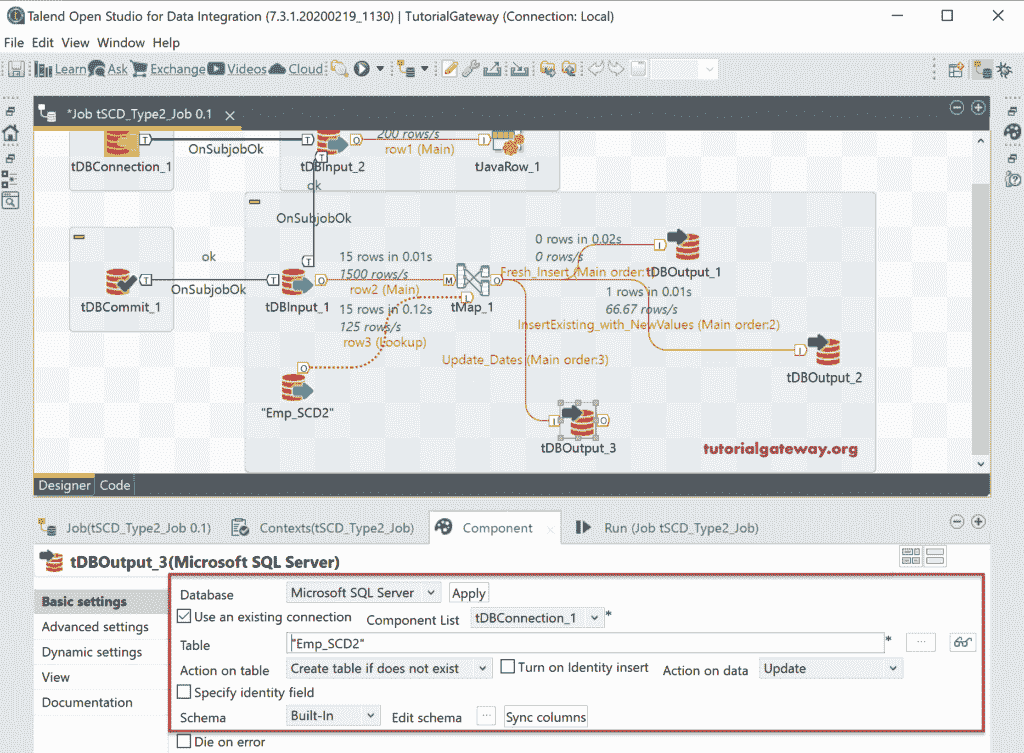 Talend Open Studio for Data Integration (7.3.1.20200219_1130) | TutorialGateway (Connection: Local)
File Edit View Window Help
Learn Ask Exchange Videos Cloud
*Job tSCD_Type2_Job 0.1
T OnSubjobOk T O 200 rows/s row1 (Main) I
tDBConnection_1 tDBInput_2 tJavaRow_1
T
ok
OnSubjobOk
T
ok
T OnSubjobOk T
tDBCommit_1
15 rows in 0.01s
1500 rows/s
O row2 (Main) M
tDBInput_1 tMap_1
15 rows in 0.12s
125 rows/s
row3 (Lookup)
O
"Emp_SCD2"
O
0 rows in 0.02s
0 rows/s
Fresh_Insert (Main order:
I
tDBOutput_1
1 rows in 0.01s
66.67 rows/s
InsertExisting_with_NewValues (Main order:2)
I
tDBOutput_2
Update_Dates (Main order:3)
I O
tDBOutput_3
tutorialgateway.org
Designer Code
Job(tSCD_Type2_Job 0.1) Contexts(tSCD_Type2_Job) Component Run (Job tSCD_Type2_Job)
tDBOutput_3(Microsoft SQL Server)
Basic settings
Advanced settings
Dynamic settings
View
Documentation
Database Microsoft SQL Server Apply
Use an existing connection Component List tDBConnection_1 *
Table "Emp_SCD2" * ...
Action on table Create table if does not exist Turn on Identity insert Action on data Update
Specify identity field
Schema Built-In Edit schema ... Sync columns
Die on error